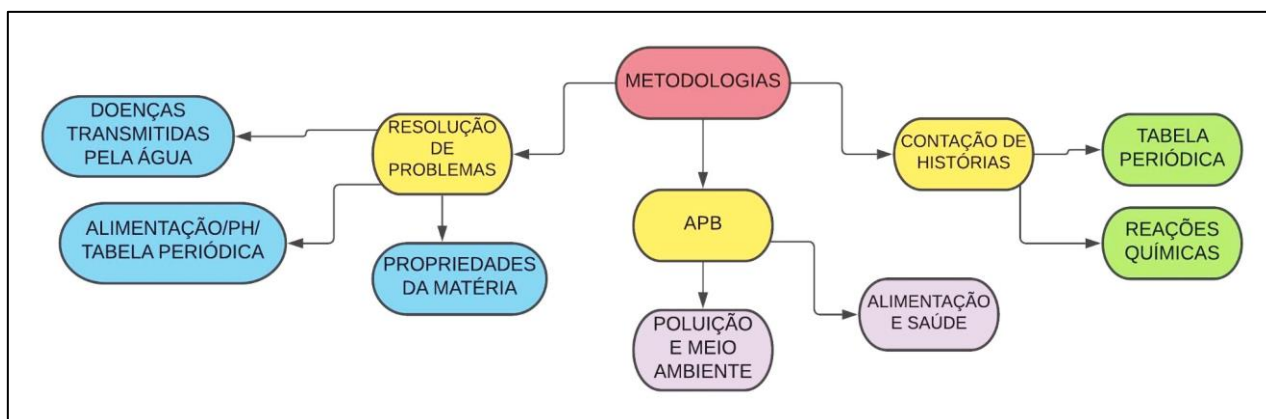 METODOLOGIAS
DOENÇAS
TRANSMITIDAS
PELA ÁGUA
RESOLUÇÃO
DE
PROBLEMAS
CONTAÇÃO DE
HISTÓRIAS
TABELA
PERIÓDICA
ALIMENTAÇÃO/PH/
TABELA PERIÓDICA
PROPRIEDADES
DA MATÉRIA
APB
REAÇÕES
QUÍMICAS
POLUIÇÃO
E MEIO
AMBIENTE
ALIMENTAÇÃO
E SAÚDE